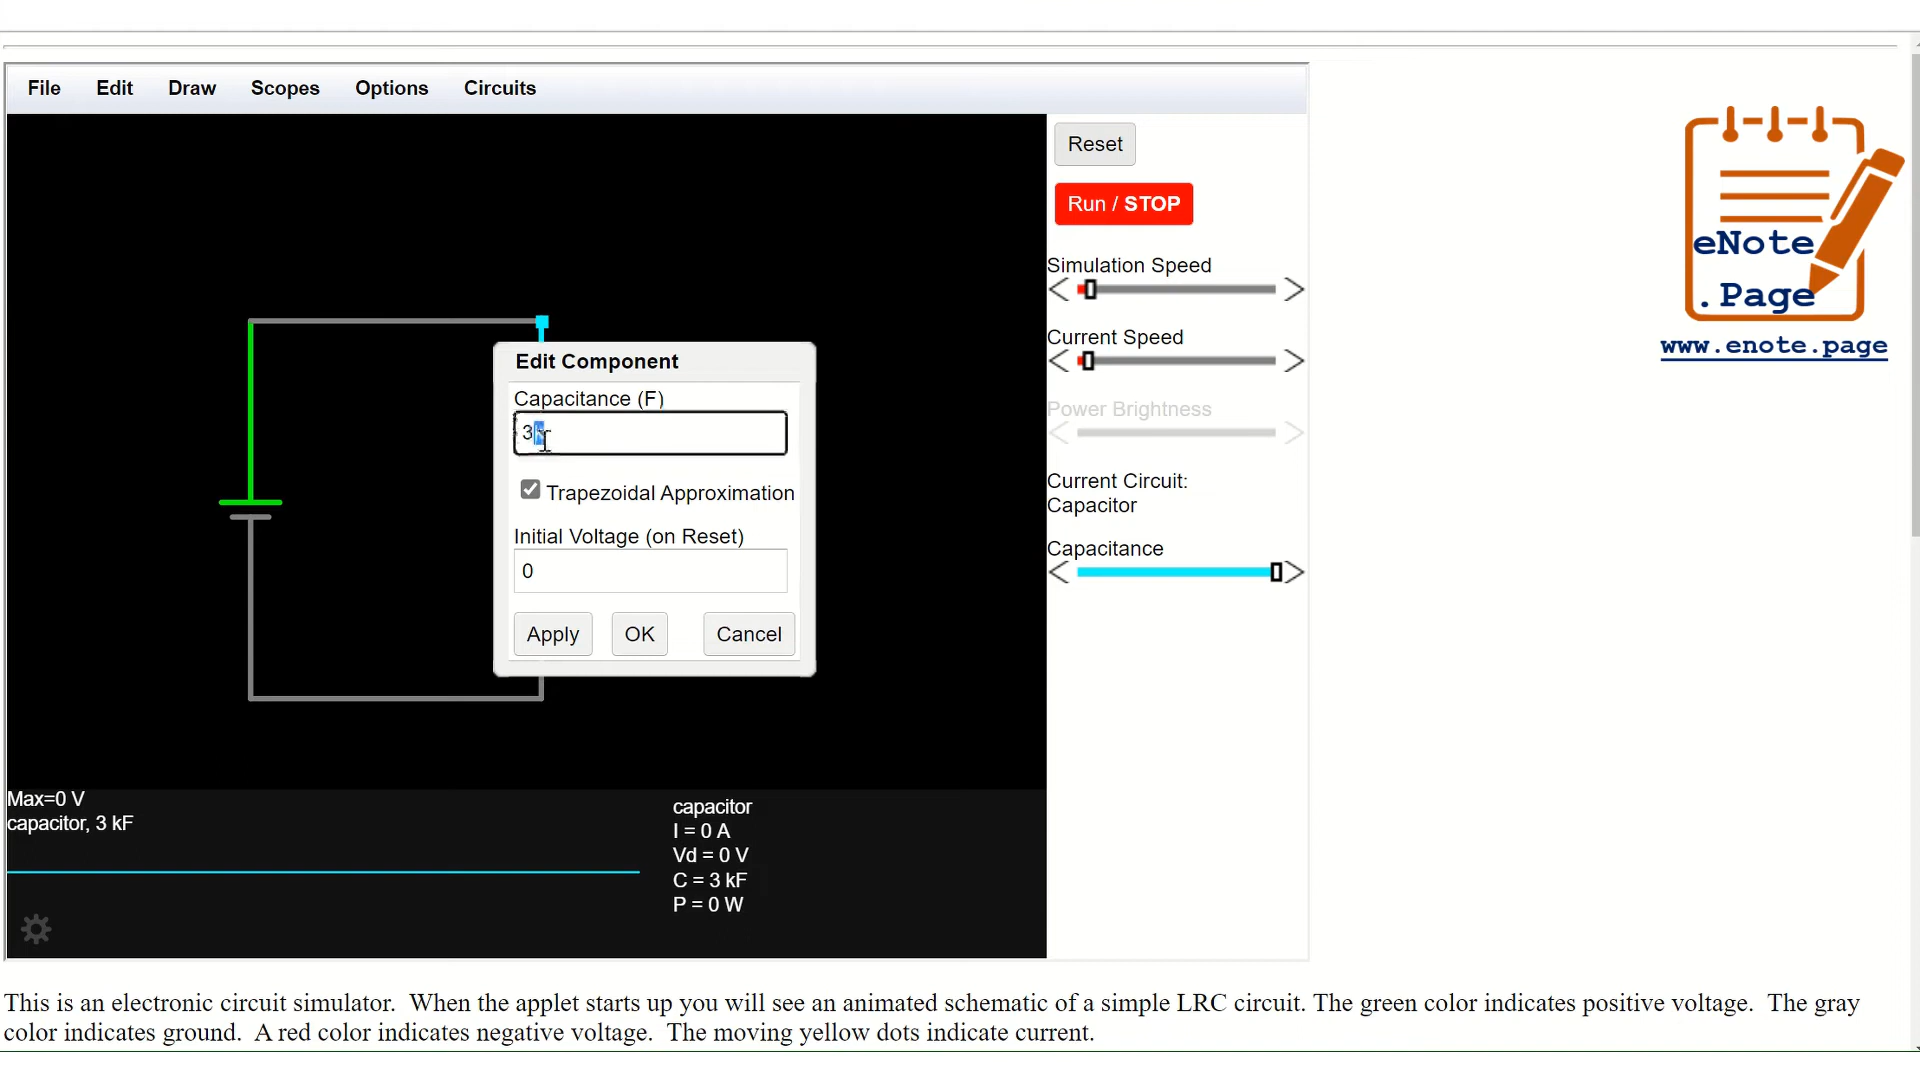 File Edit Draw Scopes Options Circuits
Reset
Run / STOP
Simulation Speed
Current Speed
Power Brightness
Current Circuit:
Capacitor
Capacitance
Edit Component
Capacitance (F)
3k
Trapezoidal Approximation
Initial Voltage (on Reset)
0
Apply OK Cancel
Max=0 V
capacitor, 3 kF
capacitor
I = 0 A
Vd = 0 V
C = 3 kF
P = 0 W
eNote
.Page
www.enote.page
This is an electronic circuit simulator.  When the applet starts up you will see an animated schematic of a simple LRC circuit. The green color indicates positive voltage.  The gray
color indicates ground.  A red color indicates negative voltage.  The moving yellow dots indicate current.